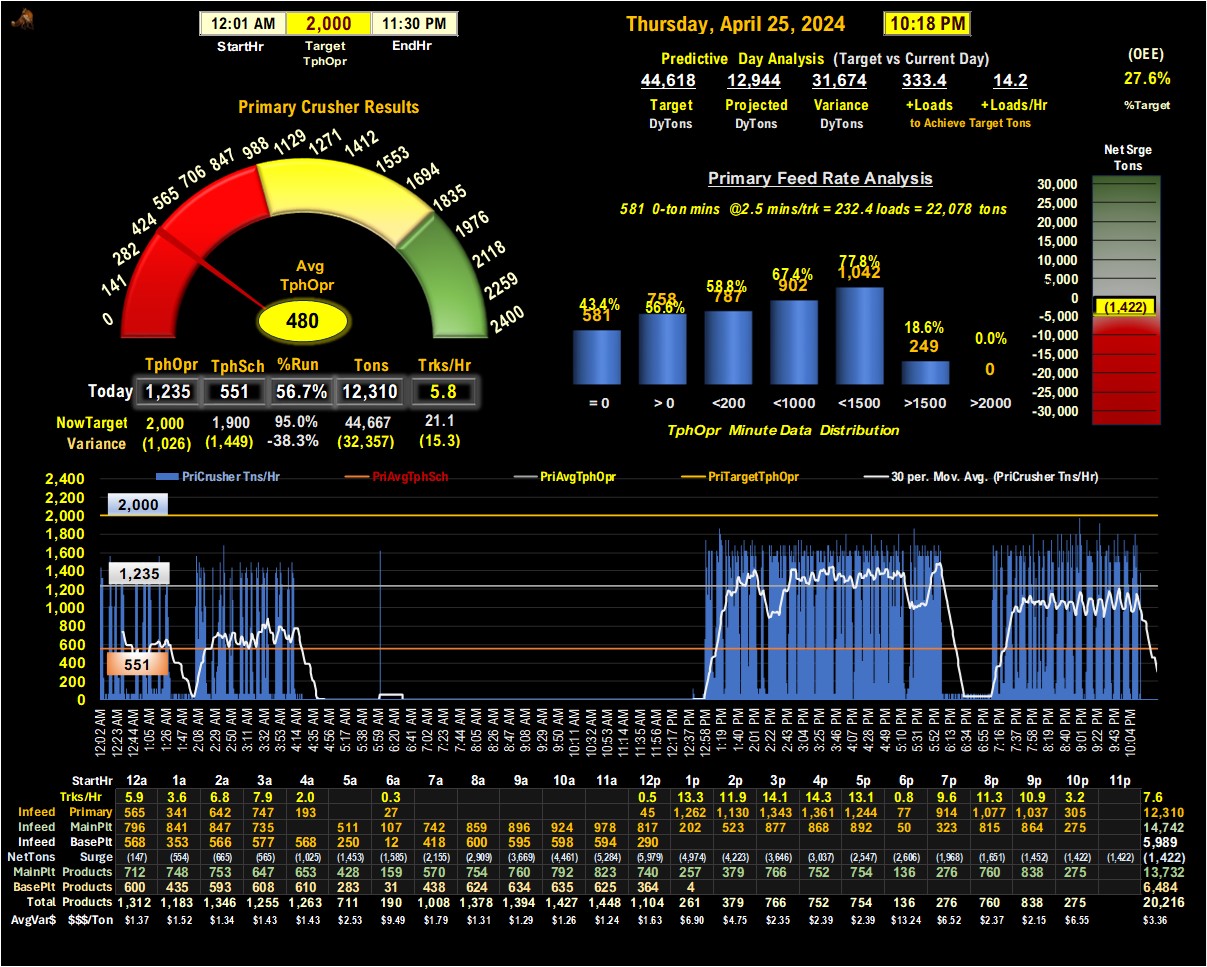 12:01 AM 2,000 11:30 PM
StartHr Target TphOpr EndHr
Thursday, April 25, 2024 10:18 PM
Predictive Day Analysis (Target vs Current Day)
44,618 12,944 31,674 333.4 14.2
Target Projected Variance +Loads +Loads/Hr
DyTons DyTons DyTons to Achieve Target Tons
(OEE)
27.6%
%Target
Primary Crusher Results
0 141 282 424 565 706 847 988 1129 1271 1412 1553 1694 1835 1976 2118 2259 2400
Avg
TphOpr
480
TphOpr TphSch %Run Tons Trks/Hr
Today 1,235 551 56.7% 12,310 5.8
NowTarget 2,000 1,900 95.0% 44,667 21.1
Variance (1,026) (1,449) -38.3% (32,357) (15.3)
Primary Feed Rate Analysis
581 0-ton mins @2.5 mins/trk = 232.4 loads = 22,078 tons
43.4% 56.6% 58.8% 67.4% 77.8% 18.6% 0.0%
581 758 787 902 1,042 249 0
= 0 > 0 <200 <1000 <1500 >1500 >2000
TphOpr Minute Data Distribution
Net Srge
Tons
30,000
25,000
20,000
15,000
10,000
5,000
0
(1,422)
-5,000
-10,000
-15,000
-20,000
-25,000
-30,000
PriCrusher Tns/Hr PriAvgTphSch PriAvgTphOpr PriTargetTphOpr 30 per. Mov. Avg. (PriCrusher Tns/Hr)
2,400
2,200
2,000
1,800
1,600
1,400
1,200
1,000
800
600
400
200
0
2,000
1,235
551
12:02 AM 12:23 AM 12:44 AM 1:05 AM 1:26 AM 1:47 AM 2:08 AM 2:29 AM 2:50 AM 3:11 AM 3:32 AM 3:53 AM 4:14 AM 4:35 AM 4:56 AM 5:17 AM 5:38 AM 5:59 AM 6:20 AM 6:41 AM 7:02 AM 7:23 AM 7:44 AM 8:05 AM 8:26 AM 8:47 AM 9:08 AM 9:29 AM 9:50 AM 10:11 AM 10:32 AM 10:53 AM 11:14 AM 11:35 AM 11:56 AM 12:17 PM 12:37 PM 12:58 PM 1:19 PM 1:40 PM 2:01 PM 2:22 PM 2:43 PM 3:04 PM 3:25 PM 3:46 PM 4:07 PM 4:28 PM 4:49 PM 5:10 PM 5:31 PM 5:52 PM 6:13 PM 6:34 PM 6:55 PM 7:16 PM 7:37 PM 7:58 PM 8:19 PM 8:40 PM 9:01 PM 9:22 PM 9:43 PM 10:04 PM
StartHr 12a 1a 2a 3a 4a 5a 6a 7a 8a 9a 10a 11a 12p 1p 2p 3p 4p 5p 6p 7p 8p 9p 10p 11p
Trks/Hr 5.9 3.6 6.8 7.9 2.0 0.3 0.5 13.3 11.9 14.1 14.3 13.1 0.8 9.6 11.3 10.9 3.2 7.6
Infeed Primary 565 341 642 747 193 27 45 1,262 1,130 1,343 1,361 1,244 77 914 1,077 1,037 305 12,310
Infeed MainPlt 796 841 847 735 511 107 742 859 896 924 978 817 202 523 877 868 892 50 323 815 864 275 14,742
Infeed BasePlt 568 353 566 577 568 250 12 418 600 595 598 594 290 5,989
NetTons Surge (147) (554) (665) (565) (1,025) (1,453) (1,585) (2,155) (2,909) (3,669) (4,461) (5,284) (5,979) (4,974) (4,223) (3,646) (3,037) (2,547) (2,606) (1,968) (1,651) (1,452) (1,422) (1,422) (1,422)
MainPlt Products 712 748 753 647 653 428 159 570 754 760 792 823 740 257 379 766 752 754 136 276 760 838 275 13,732
BasePlt Products 600 435 593 608 610 283 31 438 624 634 635 625 364 4 6,484
Total Products 1,312 1,183 1,346 1,255 1,263 711 190 1,008 1,378 1,394 1,427 1,448 1,104 261 379 766 752 754 136 276 760 838 275 20,216
AvgVar$ $$$/Ton $1.37 $1.52 $1.34 $1.43 $1.43 $2.53 $9.49 $1.79 $1.31 $1.29 $1.26 $1.24 $1.63 $6.90 $4.75 $2.35 $2.39 $2.39 $13.24 $6.52 $2.37 $2.15 $6.55 $3.36